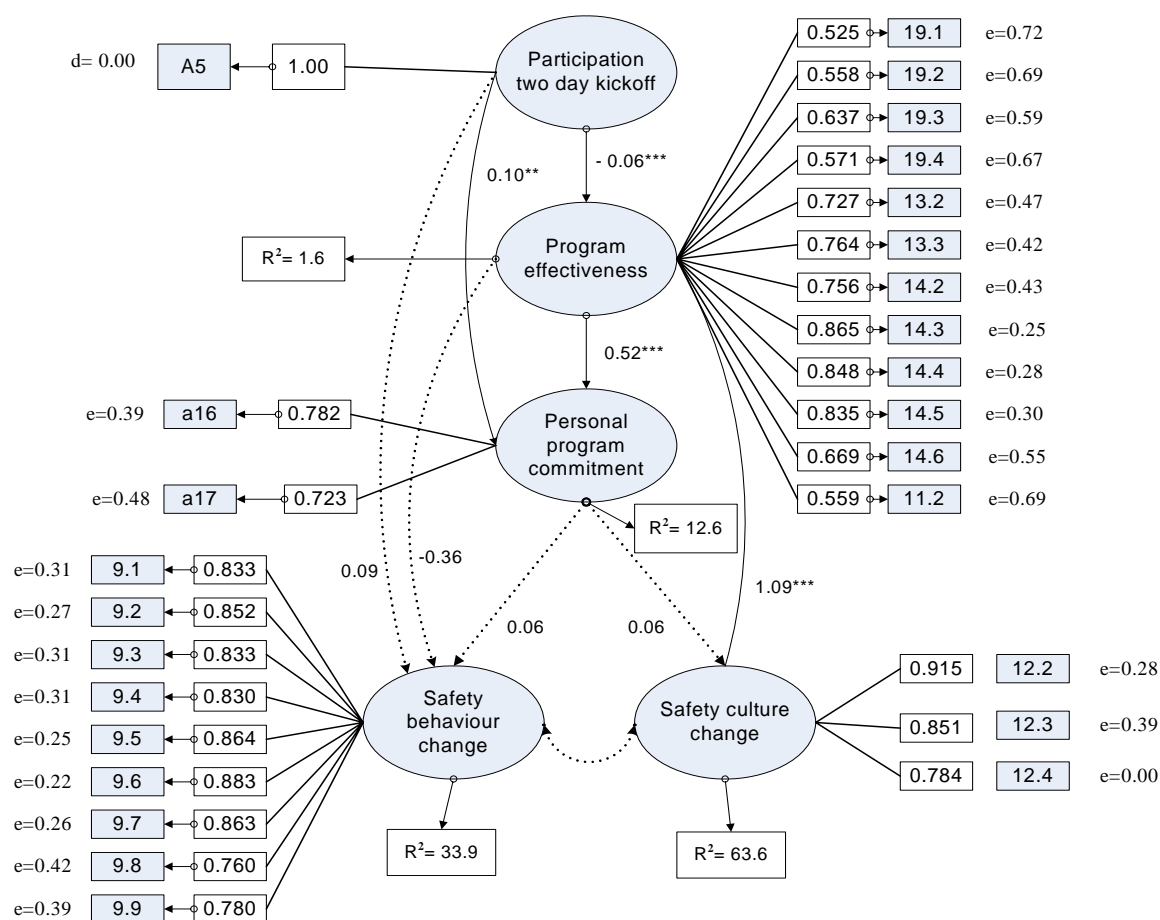 d= 0.00
A5
1.00
Participation
two day kickoff
0.525
19.1
e=0.72
0.558
19.2
e=0.69
0.637
19.3
e=0.59
0.571
19.4
e=0.67
0.727
13.2
e=0.47
0.764
13.3
e=0.42
0.756
14.2
e=0.43
0.865
14.3
e=0.25
0.848
14.4
e=0.28
0.835
14.5
e=0.30
0.669
14.6
e=0.55
0.559
11.2
e=0.69
0.10**
- 0.06***
Program
effectiveness
R²= 1.6
0.52***
Personal
program
commitment
e=0.39
a16
0.782
e=0.48
a17
0.723
R²= 12.6
0.09
-0.36
0.06
0.06
1.09***
e=0.31
9.1
0.833
e=0.27
9.2
0.852
e=0.31
9.3
0.833
e=0.31
9.4
0.830
e=0.25
9.5
0.864
e=0.22
9.6
0.883
e=0.26
9.7
0.863
e=0.42
9.8
0.760
e=0.39
9.9
0.780
Safety
behaviour
change
Safety culture
change
0.915
12.2
e=0.28
0.851
12.3
e=0.39
0.784
12.4
e=0.00
R²= 33.9
R²= 63.6